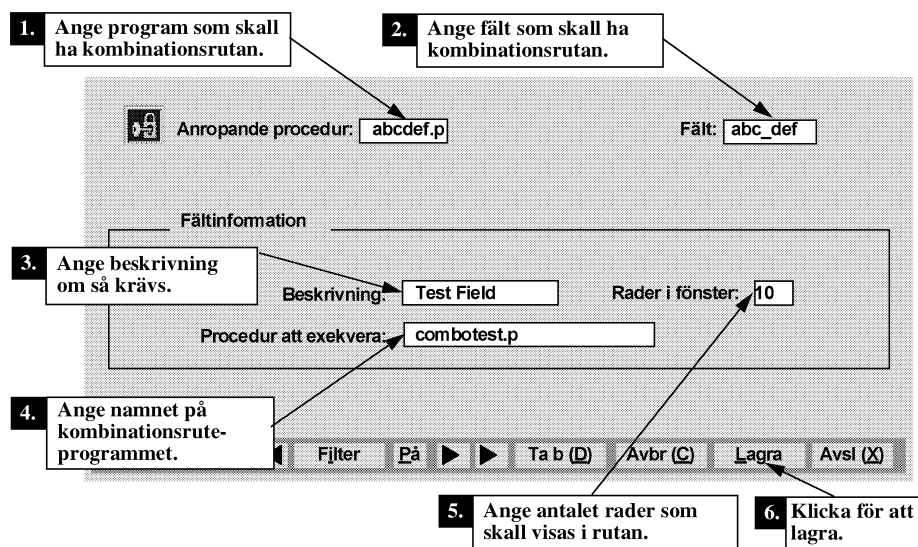 1. Ange program som skall
ha kombinationsrutan.
2. Ange fält som skall ha
kombinationsrutan.
Anropande procedur: abcdef.p
Fält: abc_def
Fältinformation
3. Ange beskrivning
om så krävs.
Beskrivning: Test Field
Rader i fönster: 10
Procedur att exekvera: combotest.p
4. Ange namnet på
kombinationsrute-
programmet.
Filter På Ta b (D) Avbr (C) Lagra Avsl (X)
5. Ange antalet rader som
skall visas i rutan.
6. Klicka för att
lagra.